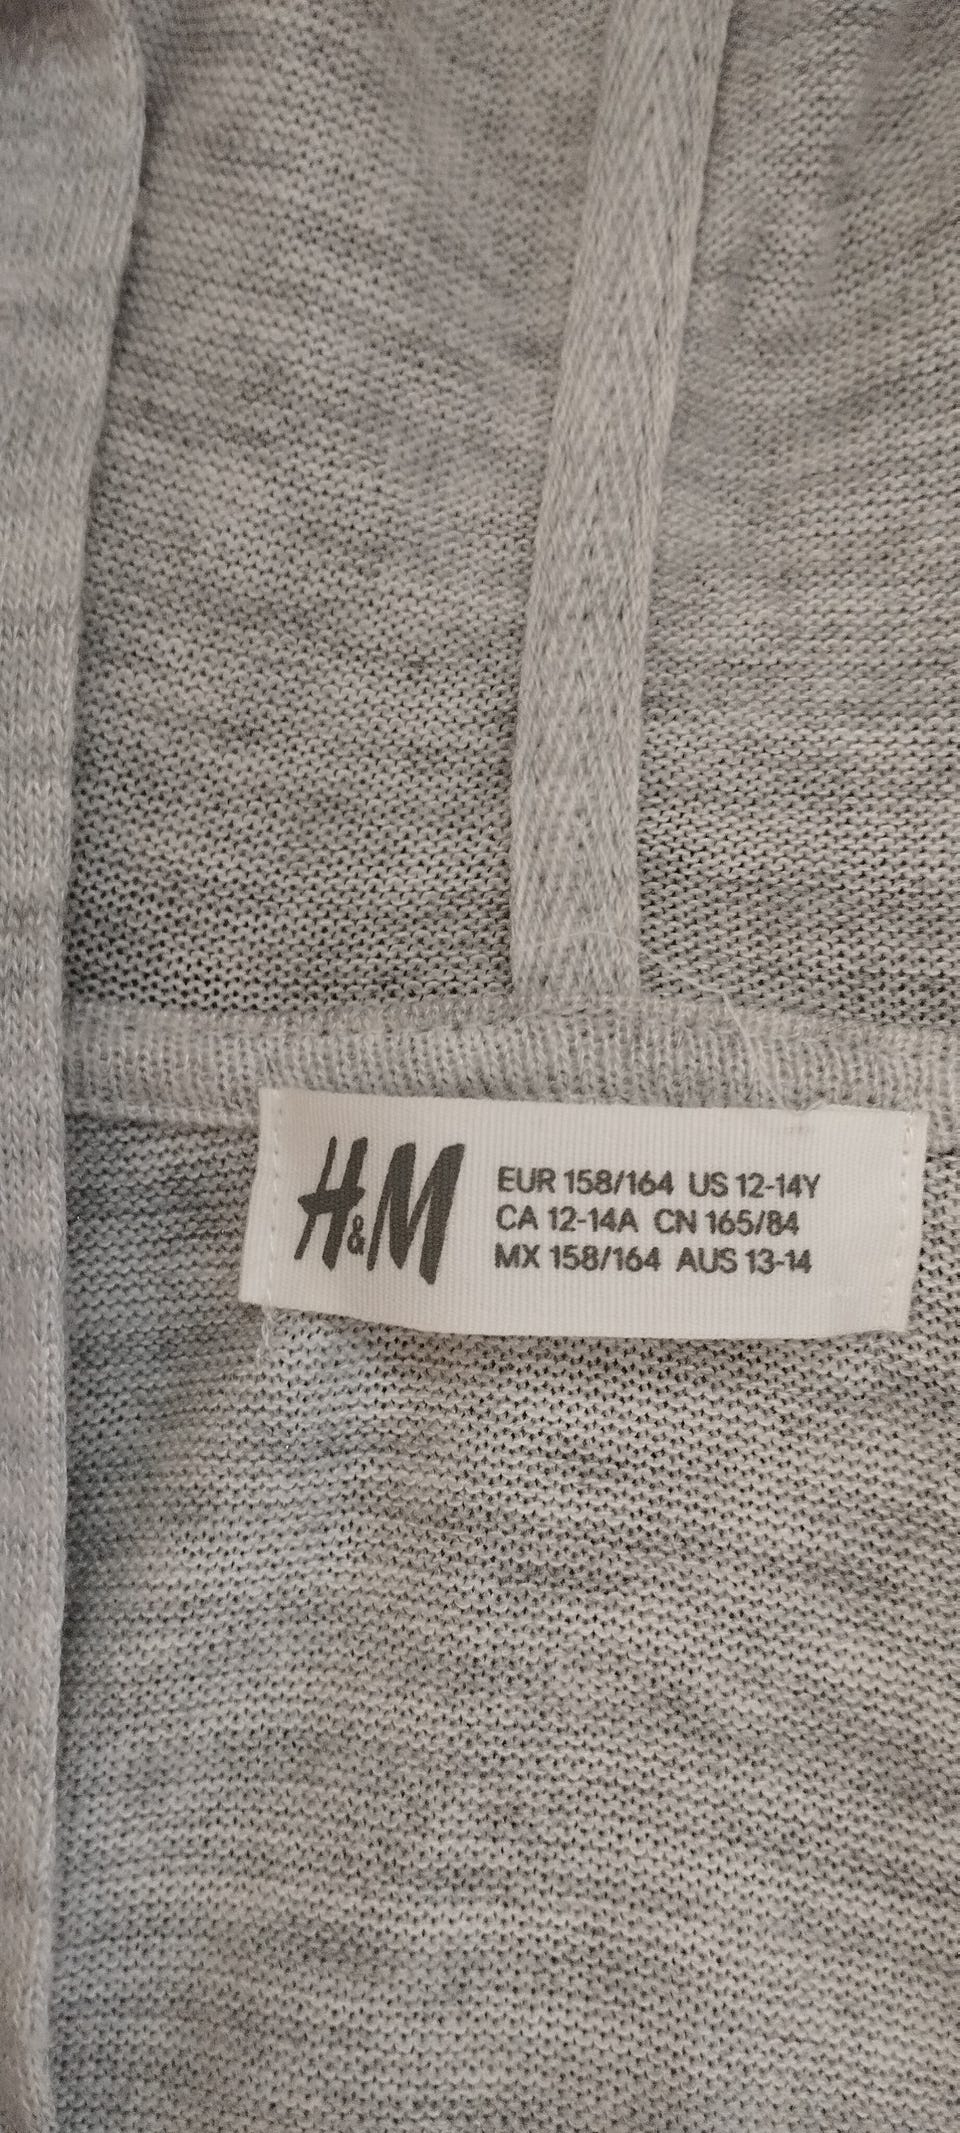 H&M
EUR 158/164 US 12-14Y
CA 12-14A CN 165/84
MX 158/164 AUS 13-14